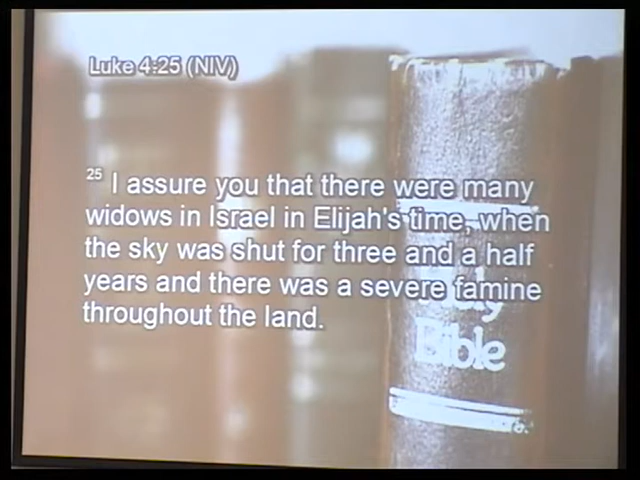 Luke 4:25 (NIV)
25 I assure you that there were many
widows in Israel in Elijah's time, when
the sky was shut for three and a half
years and there was a severe famine
throughout the land.
Holy
Bible